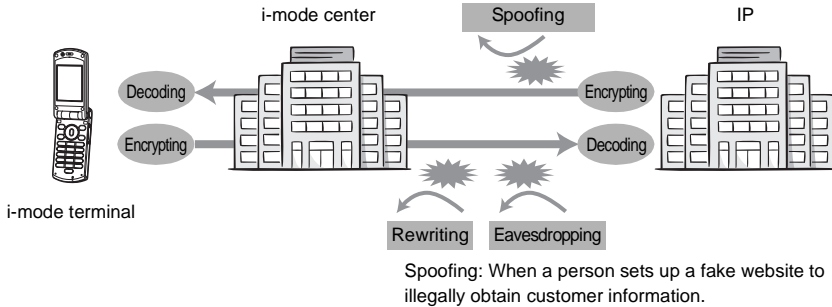 i-mode center
Spoofing
IP
Decoding
Encrypting
Encrypting
Decoding
i-mode terminal
Rewriting
Eavesdropping
Spoofing: When a person sets up a fake website to
illegally obtain customer information.